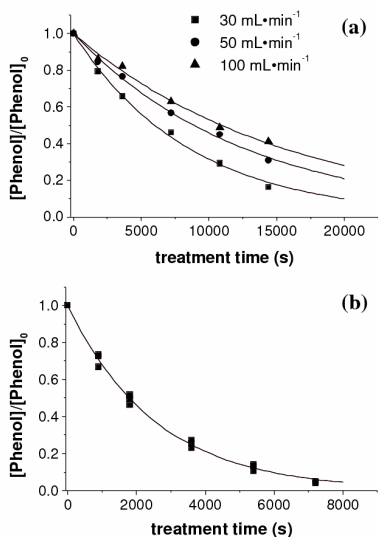 30 mL•min⁻¹
50 mL•min⁻¹
100 mL•min⁻¹
(a)
[Phenol]/[Phenol]₀
1.0
0.8
0.6
0.4
0.2
0.0
0 5000 10000 15000 20000
treatment time (s)
(b)
[Phenol]/[Phenol]₀
1.0
0.8
0.6
0.4
0.2
0.0
0 2000 4000 6000 8000
treatment time (s)